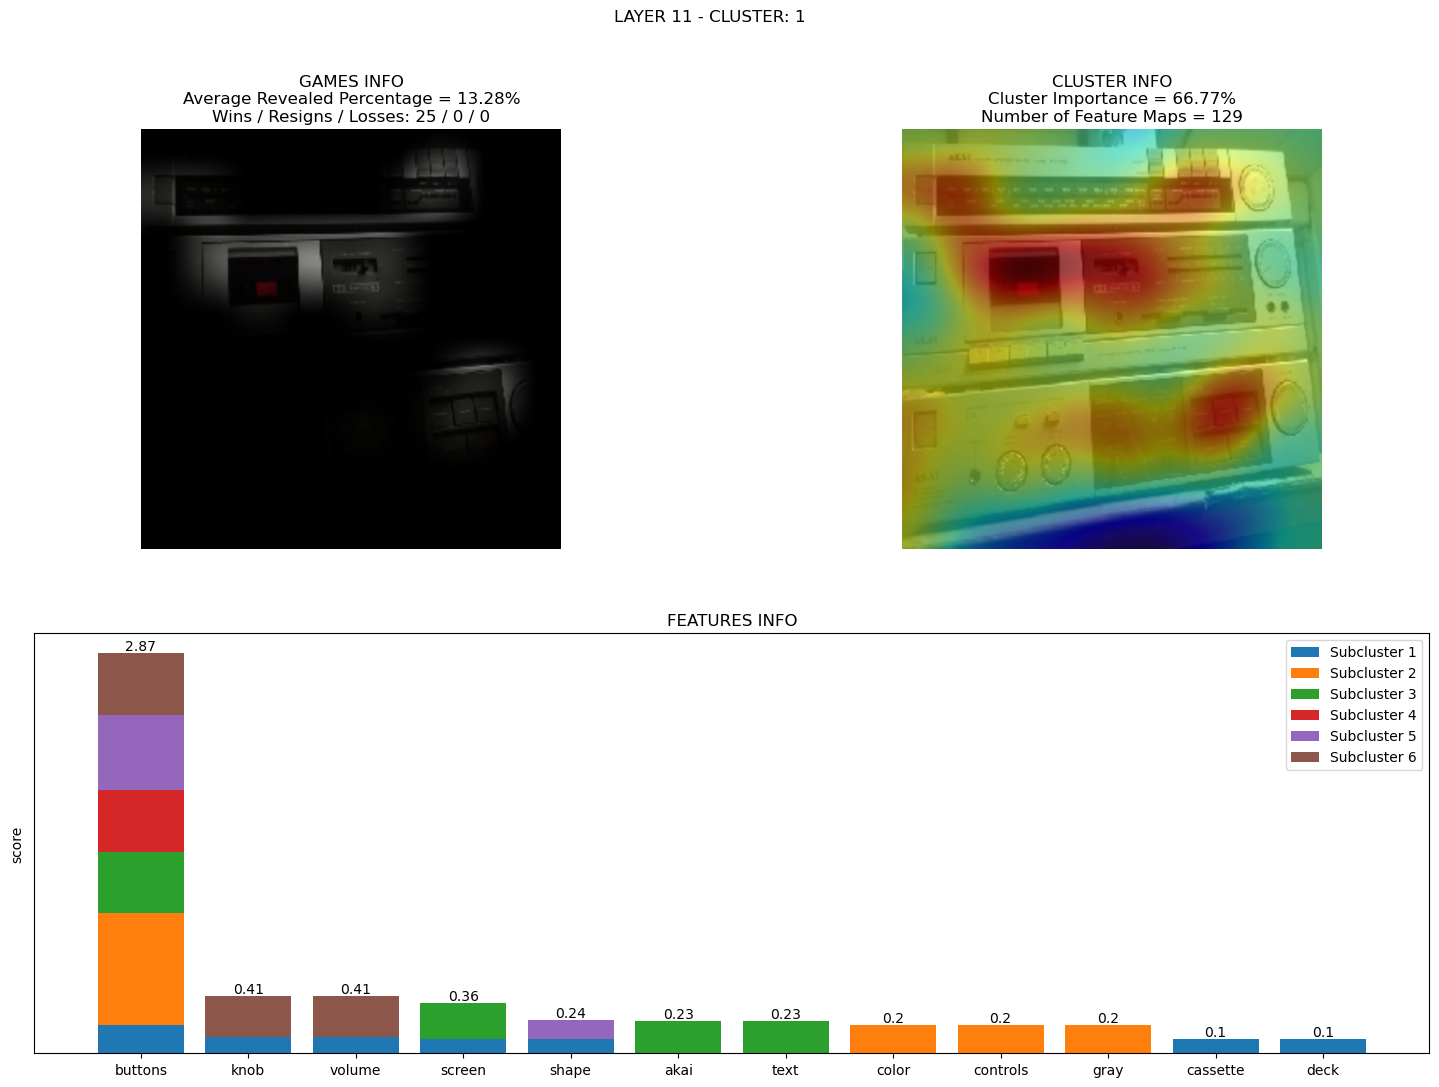 LAYER 11 - CLUSTER: 1
GAMES INFO
Average Revealed Percentage = 13.28%
Wins / Resigns / Losses: 25 / 0 / 0
CLUSTER INFO
Cluster Importance = 66.77%
Number of Feature Maps = 129
AKAI
AKAI
AKAI
FEATURES INFO
score
2.87
0.41
0.41
0.36
0.24
0.23
0.23
0.2
0.2
0.2
0.1
0.1
Subcluster 1
Subcluster 2
Subcluster 3
Subcluster 4
Subcluster 5
Subcluster 6
buttons
knob
volume
screen
shape
akai
text
color
controls
gray
cassette
deck